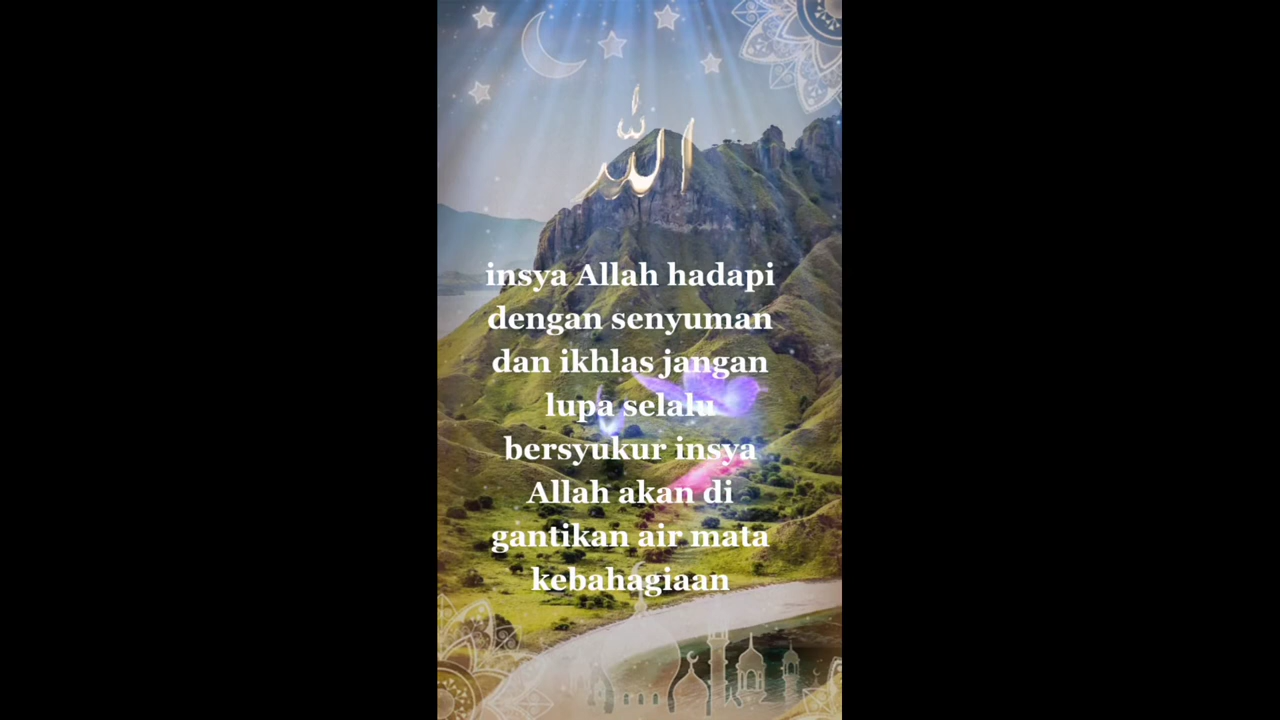 الله
insya Allah hadapi
dengan senyuman
dan ikhlas jangan
lupa selalu
bersyukur insya
Allah akan di
gantikan air mata
kebahagiaan